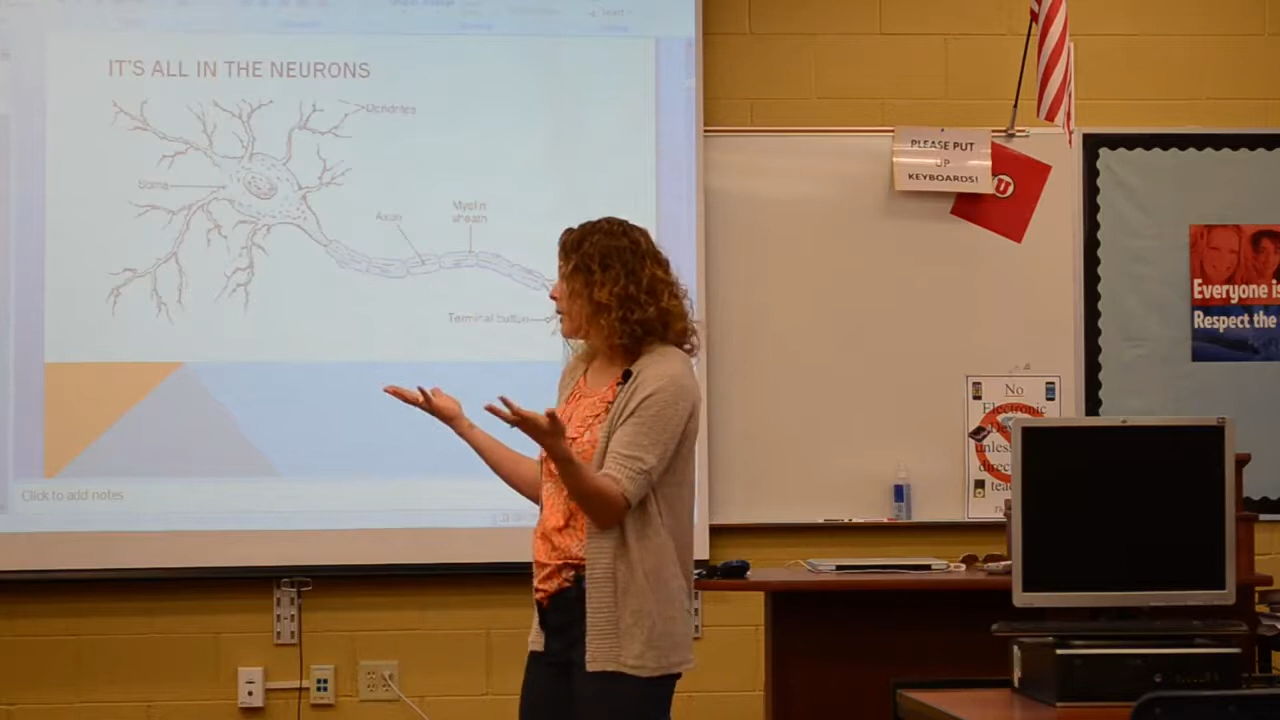 IT'S ALL IN THE NEURONS
Dendrites
Soma
Axon
Myelin
sheath
Terminal button
Click to add notes
PLEASE PUT
UP
KEYBOARDS!
U
Everyone is
Respect the
No
Electronic
unless